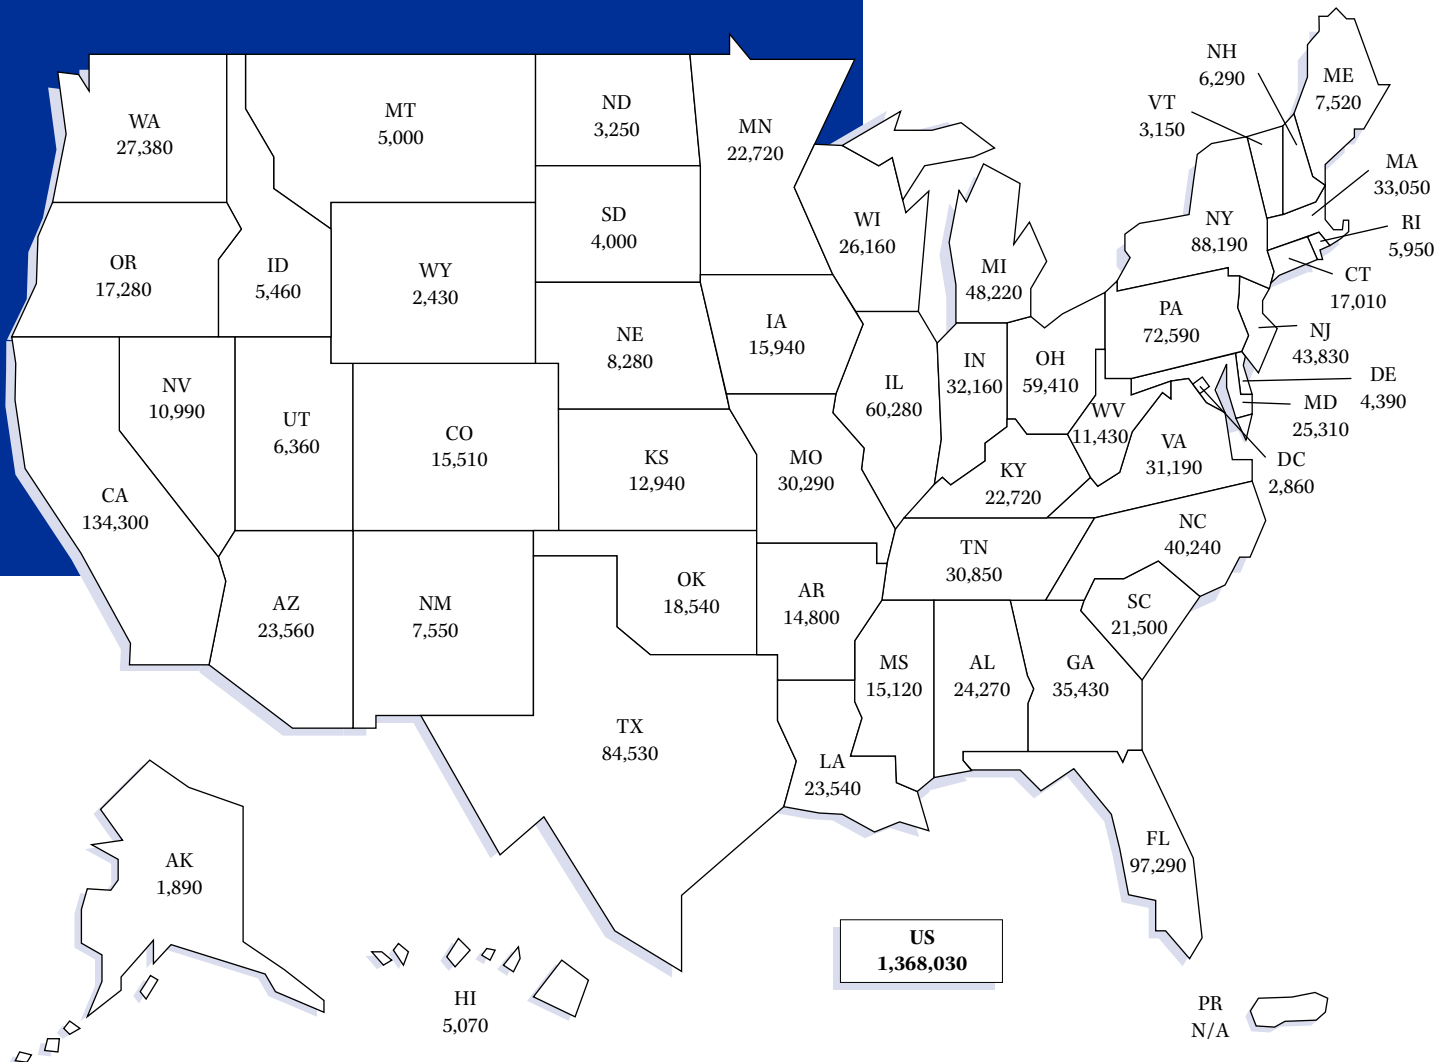 NH
6,290
ME
7,520
VT
3,150
WA
27,380
MT
5,000
ND
3,250
MN
22,720
MA
33,050
SD
4,000
WI
26,160
NY
88,190
RI
5,950
OR
17,280
ID
5,460
WY
2,430
MI
48,220
CT
17,010
PA
72,590
NE
8,280
IA
15,940
NJ
43,830
NV
10,990
IN
32,160
OH
59,410
IL
60,280
DE
4,390
MD
25,310
WV
11,430
UT
6,360
CO
15,510
KS
12,940
MO
30,290
VA
31,190
DC
2,860
KY
22,720
CA
134,300
NC
40,240
TN
30,850
OK
18,540
AR
14,800
AZ
23,560
NM
7,550
SC
21,500
MS
15,120
AL
24,270
GA
35,430
TX
84,530
LA
23,540
FL
97,290
AK
1,890
US
1,368,030
HI
5,070
PR
N/A